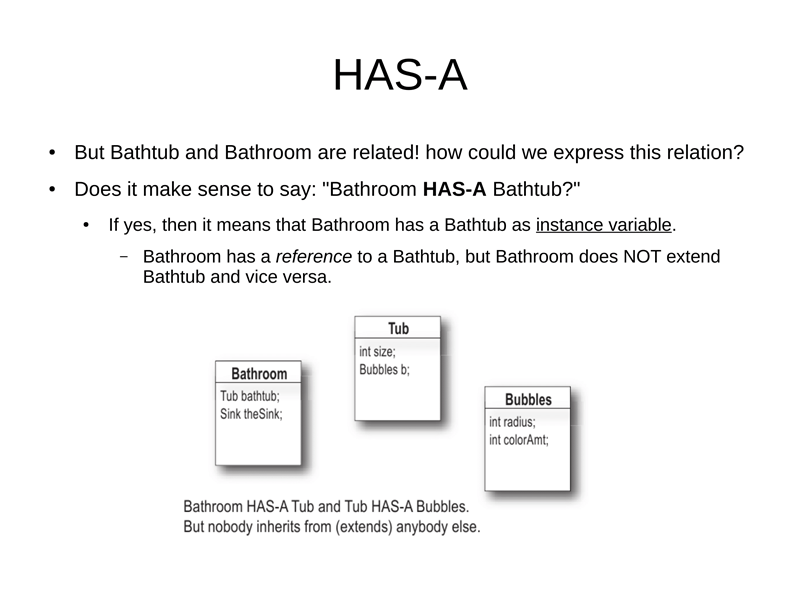 HAS-A
• But Bathtub and Bathroom are related! how could we express this relation?
• Does it make sense to say: "Bathroom HAS-A Bathtub?"
• If yes, then it means that Bathroom has a Bathtub as instance variable.
– Bathroom has a reference to a Bathtub, but Bathroom does NOT extend
Bathtub and vice versa.
Bathroom
Tub bathtub;
Sink theSink;
Tub
int size;
Bubbles b;
Bubbles
int radius;
int colorAmt;
Bathroom HAS-A Tub and Tub HAS-A Bubbles.
But nobody inherits from (extends) anybody else.